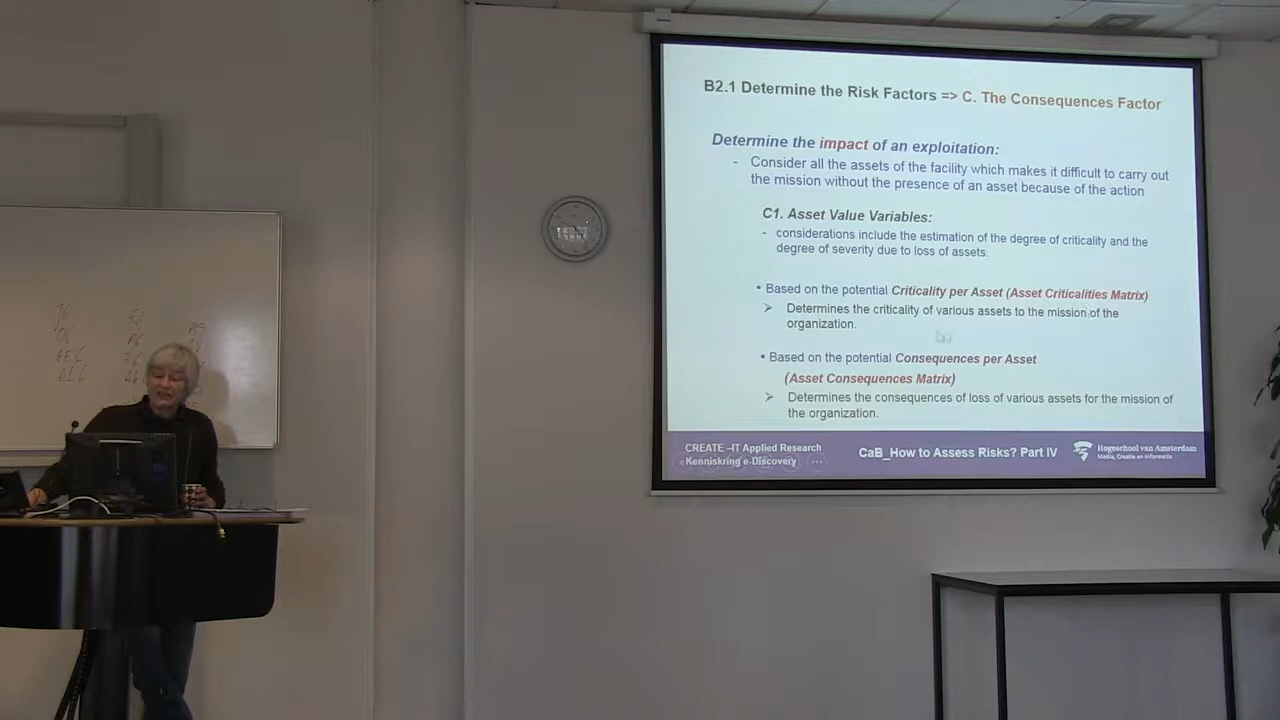 B2.1 Determine the Risk Factors => C. The Consequences Factor
Determine the impact of an exploitation:
- Consider all the assets of the facility which makes it difficult to carry out
the mission without the presence of an asset because of the action
C1. Asset Value Variables:
- considerations include the estimation of the degree of criticality and the
degree of severity due to loss of assets.
• Based on the potential Criticality per Asset (Asset Criticalities Matrix)
➢ Determines the criticality of various assets to the mission of the
organization.
• Based on the potential Consequences per Asset
(Asset Consequences Matrix)
➢ Determines the consequences of loss of various assets for the mission of
the organization.
CREATE –IT Applied Research
Kenniskring e-Discovery
CaB_How to Assess Risks? Part IV
Hogeschool van Amsterdam
Media, Creatie en Informatie